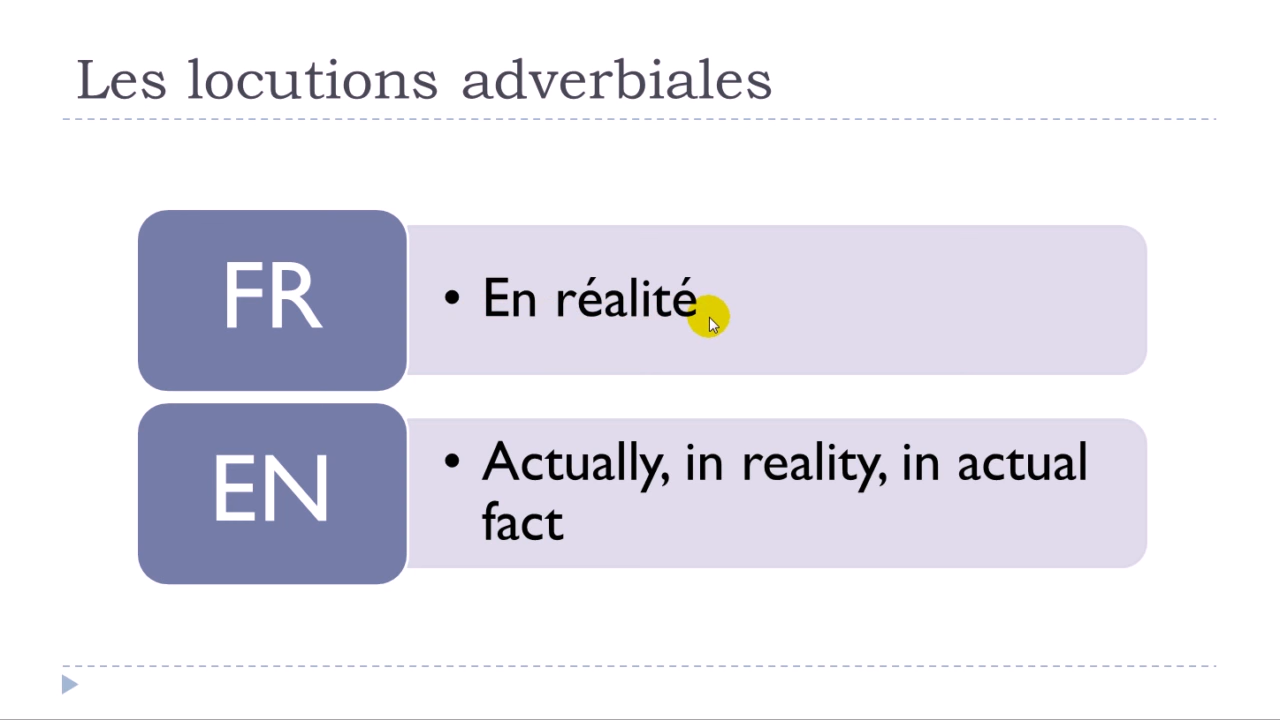 Les locutions adverbiales
FR
• En réalité
EN
• Actually, in reality, in actual
fact